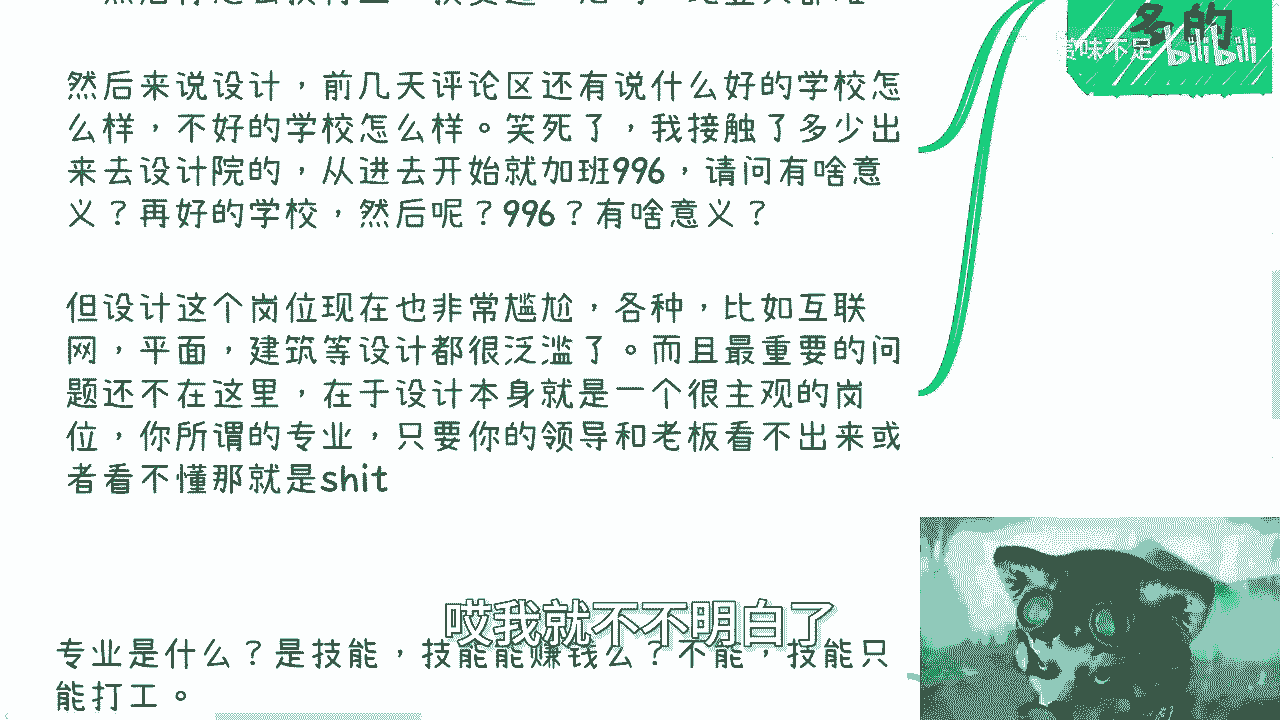 多的
赏味不足 bilibili
然后来说设计，前几天评论区还有说什么好的学校怎
么样，不好的学校怎么样。笑死了，我接触了多少出
来去设计院的，从进去开始就加班996，请问有啥意
义？再好的学校，然后呢？996？有啥意义？
但设计这个岗位现在也非常尴尬，各种，比如互联
网，平面，建筑等设计都很泛滥了。而且最重要的问
题还不在这里，在于设计本身就是一个很主观的岗
位，你所谓的专业，只要你的领导和老板看不出来或
者看不懂那就是shit
哎我就不不明白了
专业是什么？是技能，技能能赚钱么？不能，技能只
能打工。